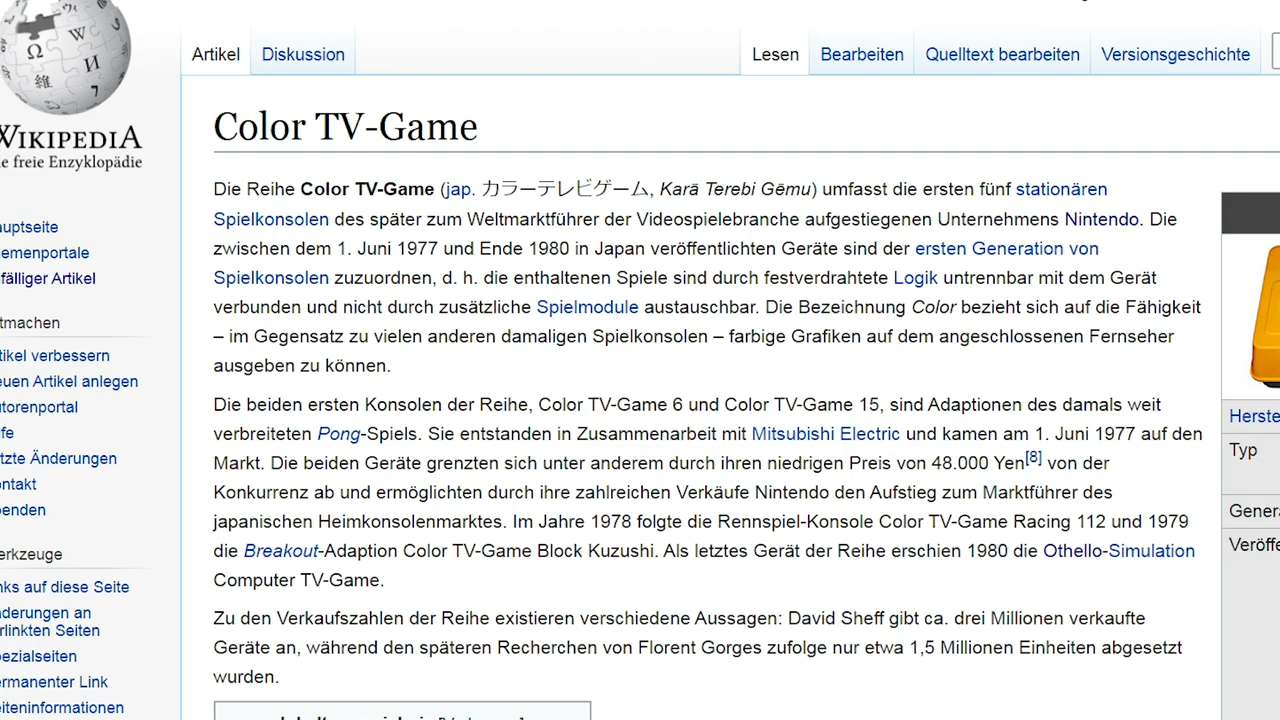 Artikel Diskussion Lesen Bearbeiten Quelltext bearbeiten Versionsgeschichte
WIKIPEDIA
ie freie Enzyklopädie
Color TV-Game
Die Reihe Color TV-Game (jap. カラーテレビゲーム, Karā Terebi Gēmu) umfasst die ersten fünf stationären
Spielkonsolen des später zum Weltmarktführer der Videospielebranche aufgestiegenen Unternehmens Nintendo. Die
zwischen dem 1. Juni 1977 und Ende 1980 in Japan veröffentlichten Geräte sind der ersten Generation von
Spielkonsolen zuzuordnen, d. h. die enthaltenen Spiele sind durch festverdrahtete Logik untrennbar mit dem Gerät
verbunden und nicht durch zusätzliche Spielmodule austauschbar. Die Bezeichnung Color bezieht sich auf die Fähigkeit
– im Gegensatz zu vielen anderen damaligen Spielkonsolen – farbige Grafiken auf dem angeschlossenen Fernseher
ausgeben zu können.
Die beiden ersten Konsolen der Reihe, Color TV-Game 6 und Color TV-Game 15, sind Adaptionen des damals weit
verbreiteten Pong-Spiels. Sie entstanden in Zusammenarbeit mit Mitsubishi Electric und kamen am 1. Juni 1977 auf den
Markt. Die beiden Geräte grenzten sich unter anderem durch ihren niedrigen Preis von 48.000 Yen[8] von der
Konkurrenz ab und ermöglichten durch ihre zahlreichen Verkäufe Nintendo den Aufstieg zum Marktführer des
japanischen Heimkonsolenmarktes. Im Jahre 1978 folgte die Rennspiel-Konsole Color TV-Game Racing 112 und 1979
die Breakout-Adaption Color TV-Game Block Kuzushi. Als letztes Gerät der Reihe erschien 1980 die Othello-Simulation
Computer TV-Game.
Zu den Verkaufszahlen der Reihe existieren verschiedene Aussagen: David Sheff gibt ca. drei Millionen verkaufte
Geräte an, während den späteren Recherchen von Florent Gorges zufolge nur etwa 1,5 Millionen Einheiten abgesetzt
wurden.
auptseite
emenportale
fälliger Artikel
tmachen
tikel verbessern
euen Artikel anlegen
utorenportal
lfe
tzte Änderungen
ontakt
enden
erkzeuge
nks auf diese Seite
nderungen an
rlinkten Seiten
ezialseiten
ermanenter Link
eiteninformationen
Herste
Typ
Genera
Veröffe